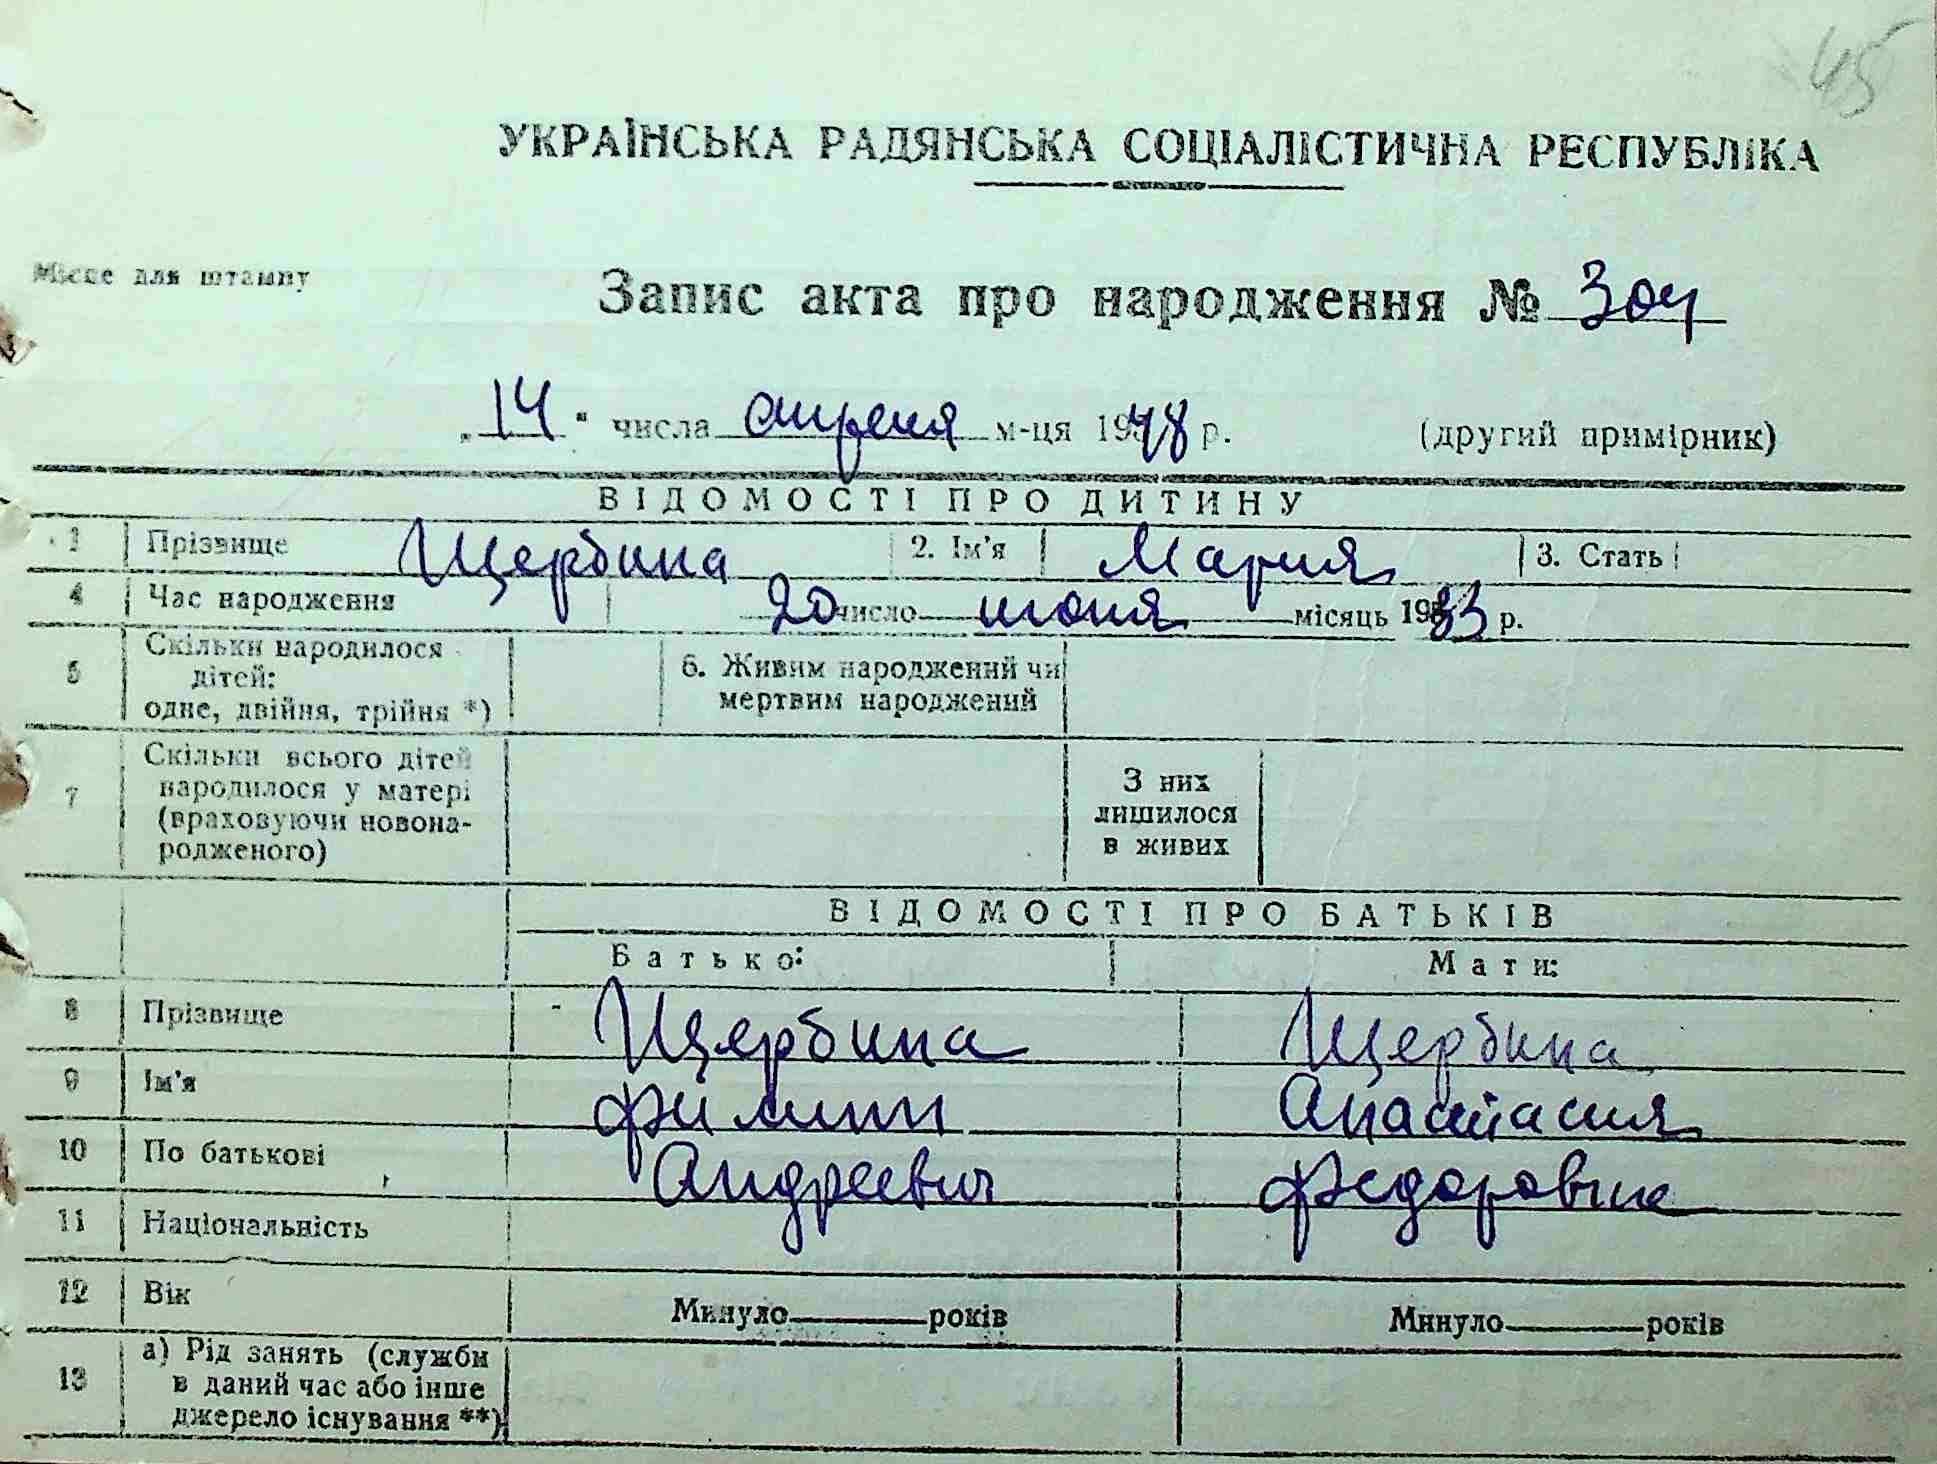 45
УКРАЇНСЬКА РАДЯНСЬКА СОЦІАЛІСТИЧНА РЕСПУБЛІКА
Місце для штампу
Запис акта про народження № 304
„14" числа апреля м-ця 1948 р. (другий примірник)
ВІДОМОСТІ ПРО ДИТИНУ
1 Прізвище Щербина 2. Ім'я Мария 3. Стать
4 Час народження 20 число июня місяць 1933 р.
5 Скільки народилося дітей: одне, двійня, трійня *) 6. Живим народжений чи мертвим народжений
7 Скільки всього дітей народилося у матері (враховуючи новонародженого) З них лишилося в живих
ВІДОМОСТІ ПРО БАТЬКІВ
Батько: Мати:
8 Прізвище Щербина Щербина
9 Ім'я Филипп Анастасия
10 По батькові Андреевич Федоровна
11 Національність
12 Вік Минуло років Минуло років
13 а) Рід занять (служби в даний час або інше джерело існування **)